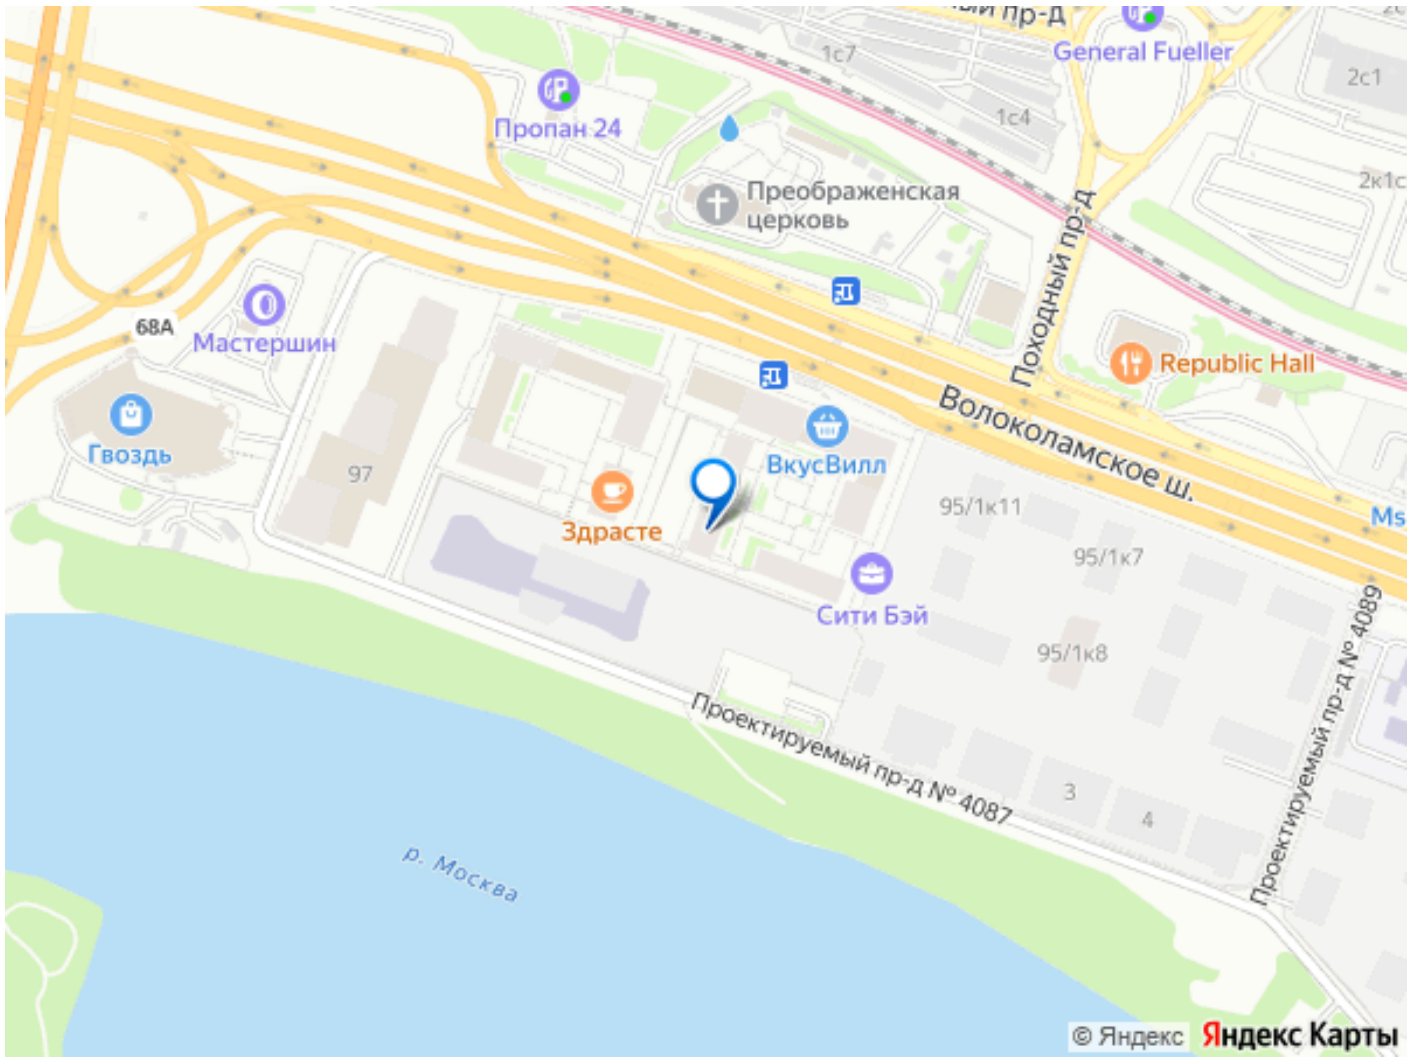 пр-д
General Fueller
1с7
2с1
Пропан 24
1с4
Преображенская
церковь
Походный пр-д
68А
Мастершин
Republic Hall
Волоколамское ш.
Гвоздь
97
ВкусВилл
Здрасте
95/1к11
Ms
95/1к7
Сити Бэй
95/1к8
Проектируемый пр-д № 4089
Проектируемый пр-д № 4087
3
4
р. Москва
© Яндекс Яндекс Карты